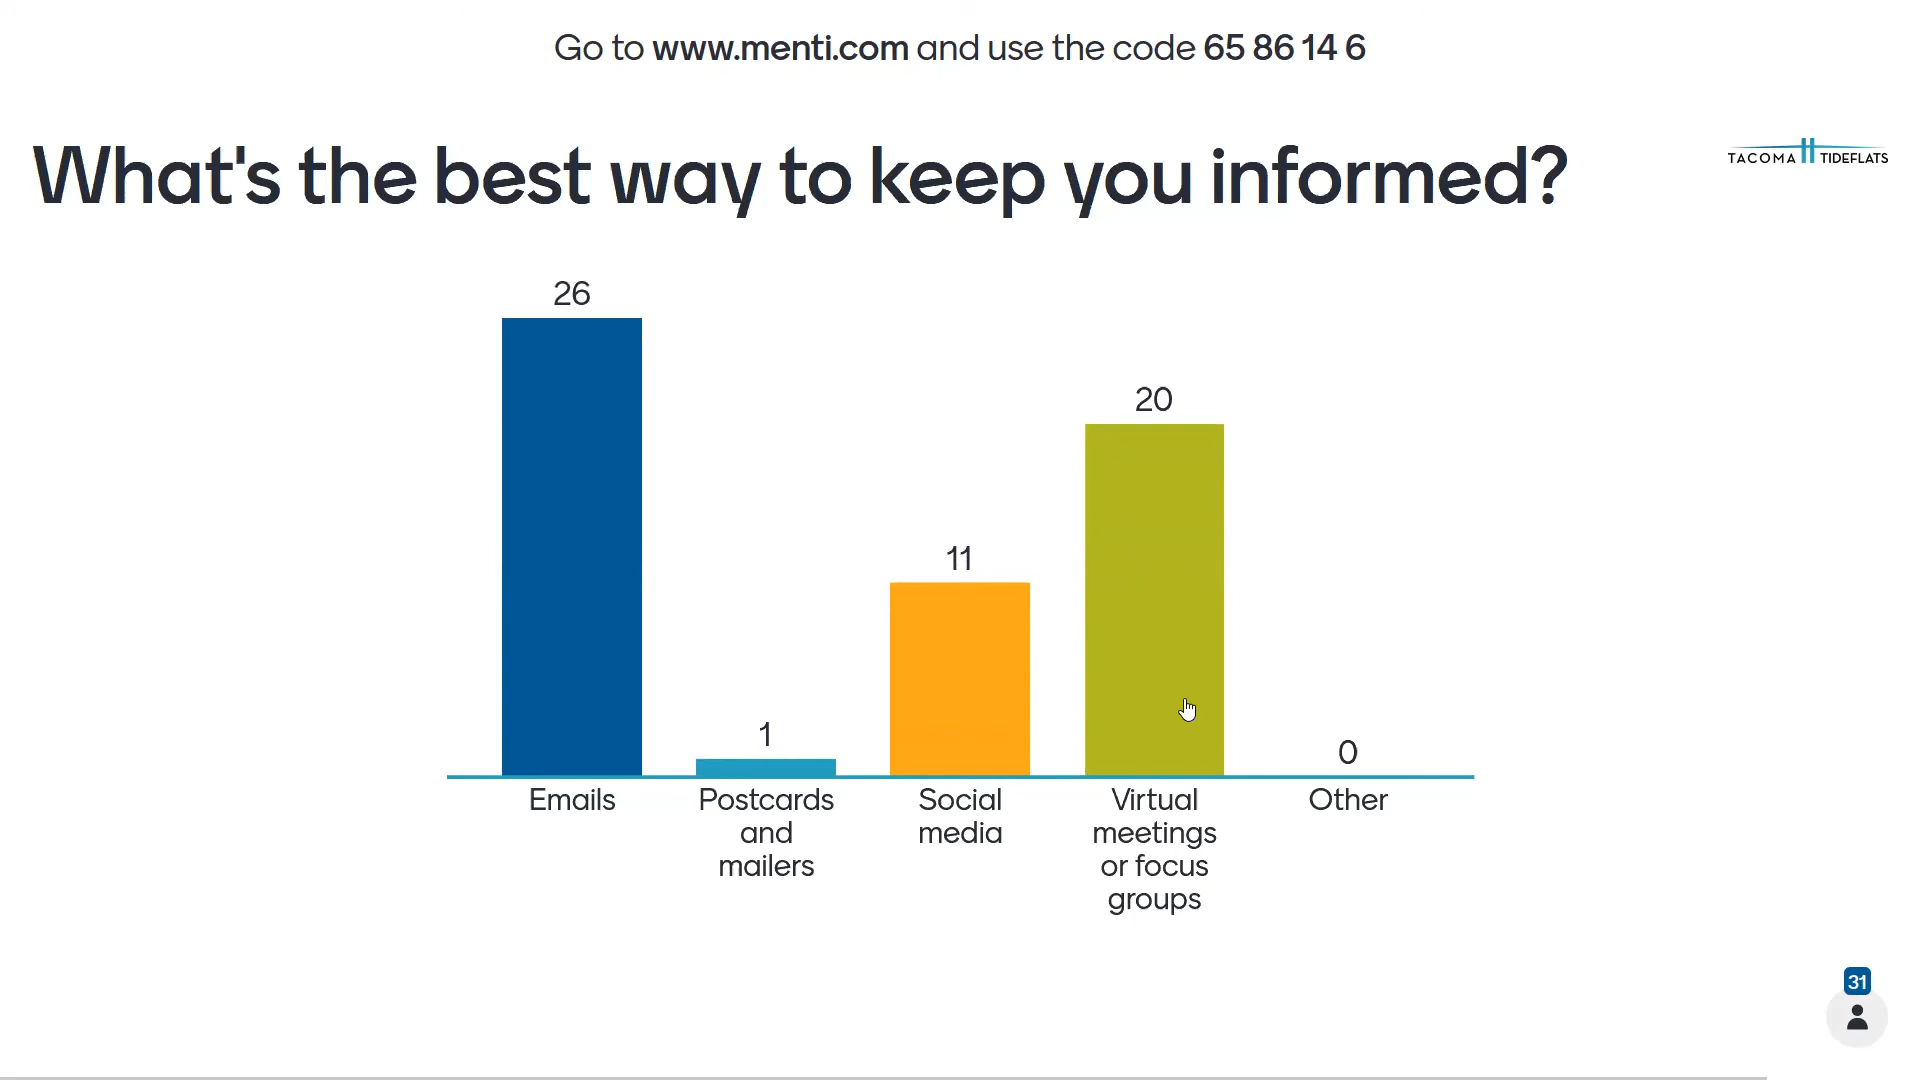 Go to www.menti.com and use the code 65 86 14 6
What's the best way to keep you informed?
TACOMA TIDEFLATS
26
1
11
20
0
Emails
Postcards
and
mailers
Social
media
Virtual
meetings
or focus
groups
Other
31